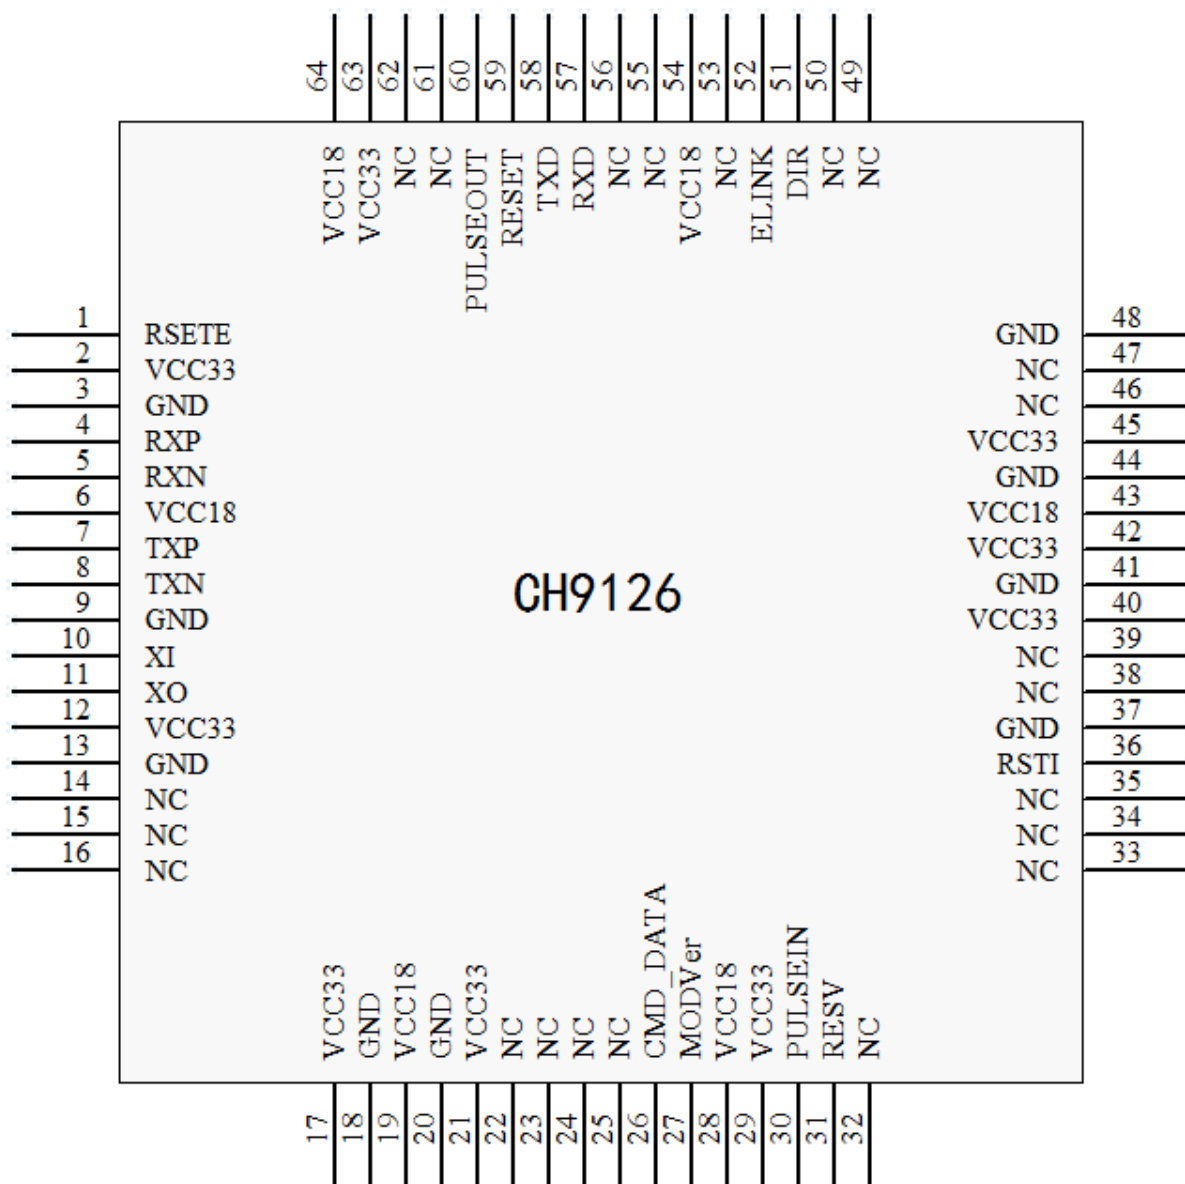 64 63 62 61 60 59 58 57 56 55 54 53 52 51 50 49
VCC18 VCC33 NC NC PULSEOUT RESET TXD RXD NC NC VCC18 NC ELINK DIR NC NC
1 RSETE GND 48
2 VCC33 NC 47
3 GND NC 46
4 RXP VCC33 45
5 RXN GND 44
6 VCC18 VCC18 43
7 TXP VCC33 42
8 TXN GND 41
CH9126
9 GND VCC33 40
10 XI NC 39
11 XO NC 38
12 VCC33 GND 37
13 GND RSTI 36
14 NC NC 35
15 NC NC 34
16 NC NC 33
VCC33 GND VCC18 GND VCC33 NC NC NC NC CMD_DATA MODVer VCC18 VCC33 PULSEIN RESV NC
17 18 19 20 21 22 23 24 25 26 27 28 29 30 31 32